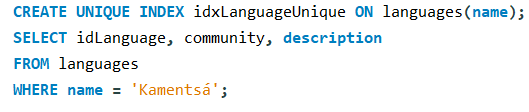 CREATE UNIQUE INDEX idxLanguageUnique ON languages(name);
SELECT idLanguage, community, description
FROM languages
WHERE name = 'Kamentsá';